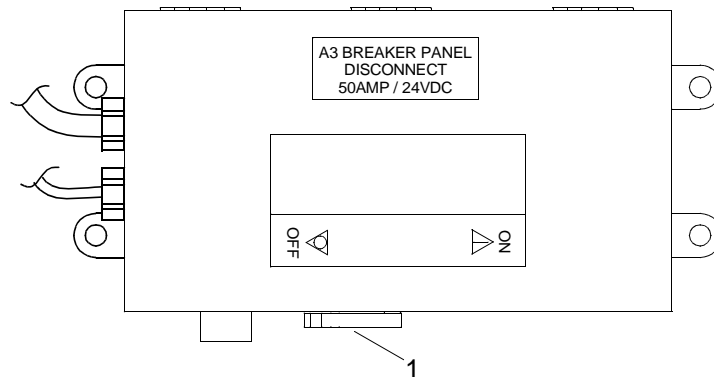 A3 BREAKER PANEL
DISCONNECT
50AMP / 24VDC
OFF
ON
1